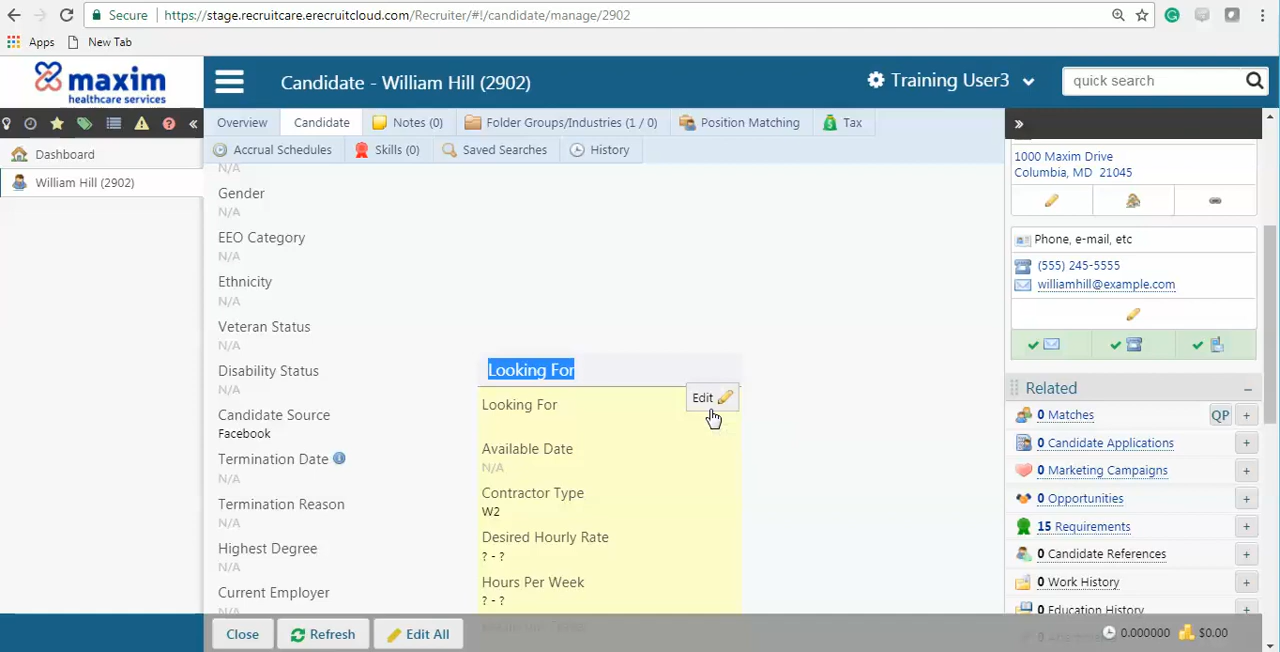 Secure | https://stage.recruitcare.erecruitcloud.com/Recruiter/#!/candidate/manage/2902
Apps New Tab
maxim
healthcare services
Candidate - William Hill (2902)
Training User3
quick search
Overview Candidate Notes (0) Folder Groups/Industries (1 / 0) Position Matching Tax
Accrual Schedules Skills (0) Saved Searches History
Dashboard
William Hill (2902)
N/A
Gender
N/A
EEO Category
N/A
Ethnicity
N/A
Veteran Status
N/A
Disability Status
N/A
Candidate Source
Facebook
Termination Date
N/A
Termination Reason
N/A
Highest Degree
N/A
Current Employer
N/A
Looking For
Edit
Looking For
Available Date
N/A
Contractor Type
W2
Desired Hourly Rate
? - ?
Hours Per Week
? - ?
1000 Maxim Drive
Columbia, MD 21045
Phone, e-mail, etc
(555) 245-5555
williamhill@example.com
Related
0 Matches QP +
0 Candidate Applications +
0 Marketing Campaigns +
0 Opportunities +
15 Requirements +
0 Candidate References +
0 Work History +
0 Education History +
Close Refresh Edit All
0.000000 $0.00